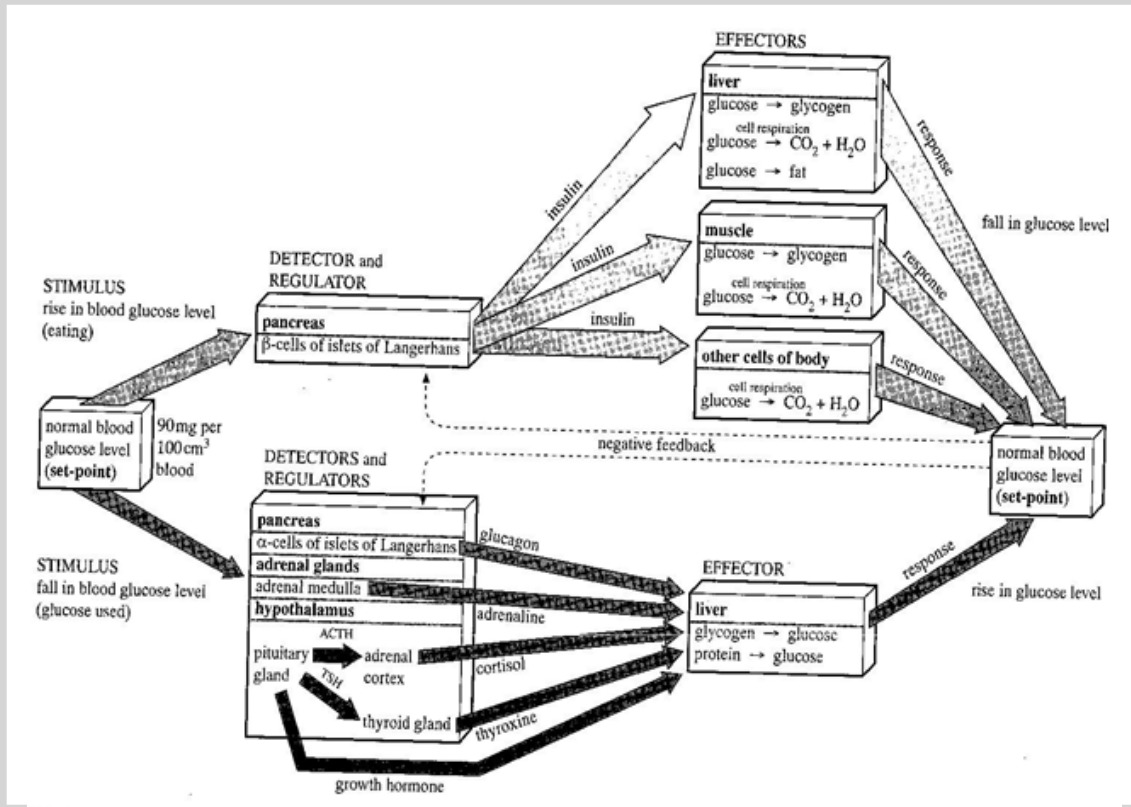 EFFECTORS
liver
glucose → glycogen
cell respiration
glucose → CO₂ + H₂O
glucose → fat
response
fall in glucose level
insulin
muscle
glucose → glycogen
cell respiration
glucose → CO₂ + H₂O
response
insulin
DETECTOR and
REGULATOR
pancreas
β-cells of islets of Langerhans
STIMULUS
rise in blood glucose level
(eating)
insulin
other cells of body
cell respiration
glucose → CO₂ + H₂O
response
normal blood
glucose level
(set-point)
90mg per
100cm³
blood
negative feedback
normal blood
glucose level
(set-point)
DETECTORS and
REGULATORS
pancreas
α-cells of islets of Langerhans
adrenal glands
adrenal medulla
hypothalamus
ACTH
pituitary
gland
adrenal
cortex
TSH
thyroid gland
STIMULUS
fall in blood glucose level
(glucose used)
glucagon
adrenaline
cortisol
thyroxine
growth hormone
EFFECTOR
liver
glycogen → glucose
protein → glucose
response
rise in glucose level